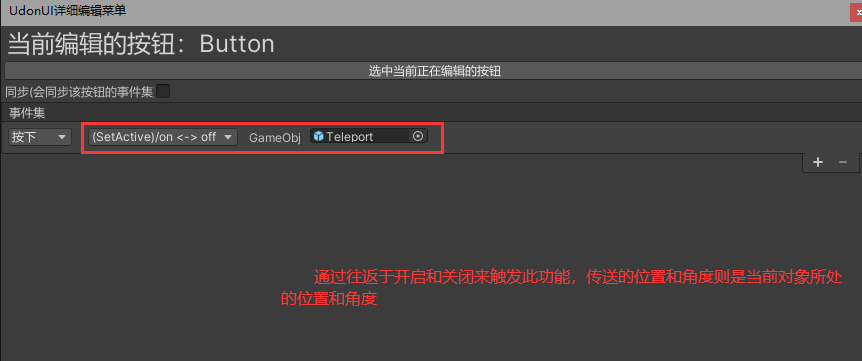 UdonUI详细编辑菜单
当前编辑的按钮：Button
选中当前正在编辑的按钮
同步(会同步该按钮的事件集
事件集
按下 (SetActive)/on <-> off GameObj Teleport
通过往返于开启和关闭来触发此功能，传送的位置和角度则是当前对象所处
的位置和角度